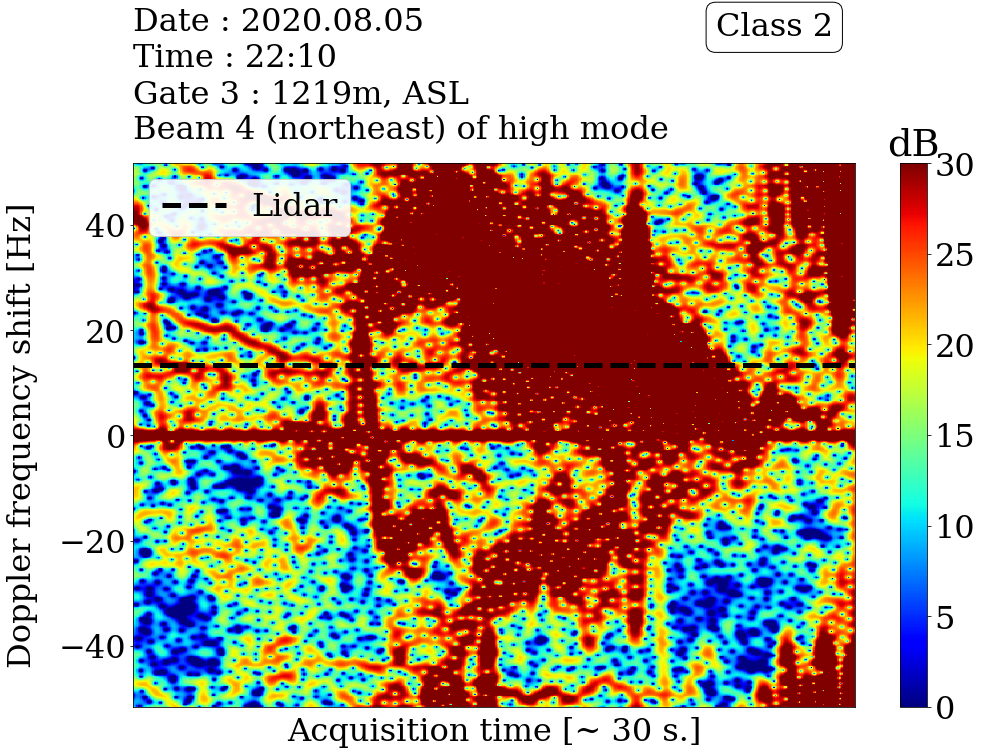 Date : 2020.08.05
Time : 22:10
Gate 3 : 1219m, ASL
Beam 4 (northeast) of high mode
Class 2
dB
Lidar
Doppler frequency shift [Hz]
40
20
0
−20
−40
30
25
20
15
10
5
0
Acquisition time [~ 30 s.]